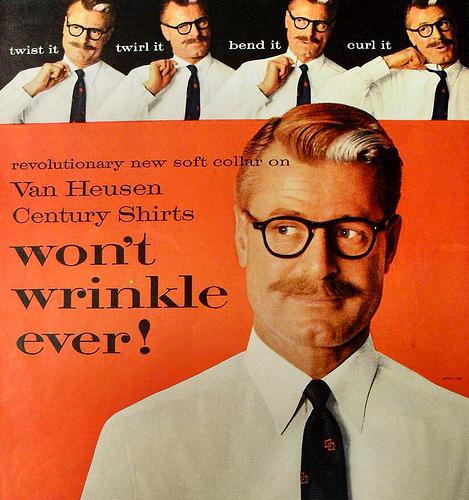 twist it
twirl it
bend it
curl it
revolutionary new soft collar on
Van Heusen
Century Shirts
won't
wrinkle
ever!